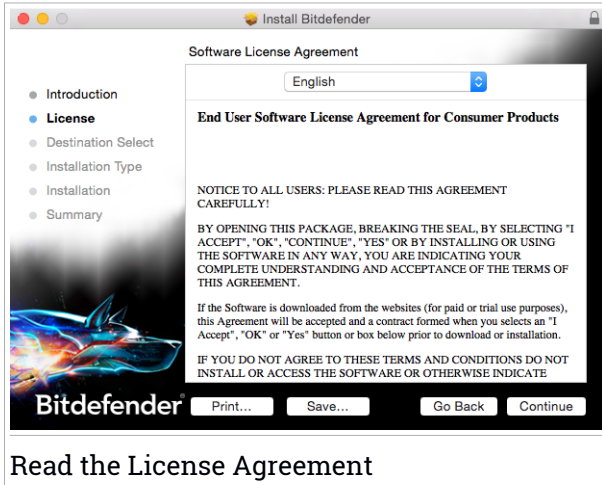 Install Bitdefender
Software License Agreement
English
Introduction
License
Destination Select
Installation Type
Installation
Summary
End User Software License Agreement for Consumer Products
NOTICE TO ALL USERS: PLEASE READ THIS AGREEMENT
CAREFULLY!
BY OPENING THIS PACKAGE, BREAKING THE SEAL, BY SELECTING "I
ACCEPT", "OK", "CONTINUE", "YES" OR BY INSTALLING OR USING
THE SOFTWARE IN ANY WAY, YOU ARE INDICATING YOUR
COMPLETE UNDERSTANDING AND ACCEPTANCE OF THE TERMS OF
THIS AGREEMENT.
If the Software is downloaded from the websites (for paid or trial use purposes),
this Agreement will be accepted and a contract formed when you selects an "I
Accept", "OK" or "Yes" button or box below prior to download or installation.
IF YOU DO NOT AGREE TO THESE TERMS AND CONDITIONS DO NOT
INSTALL OR ACCESS THE SOFTWARE OR OTHERWISE INDICATE
Bitdefender
Print...
Save...
Go Back
Continue
Read the License Agreement